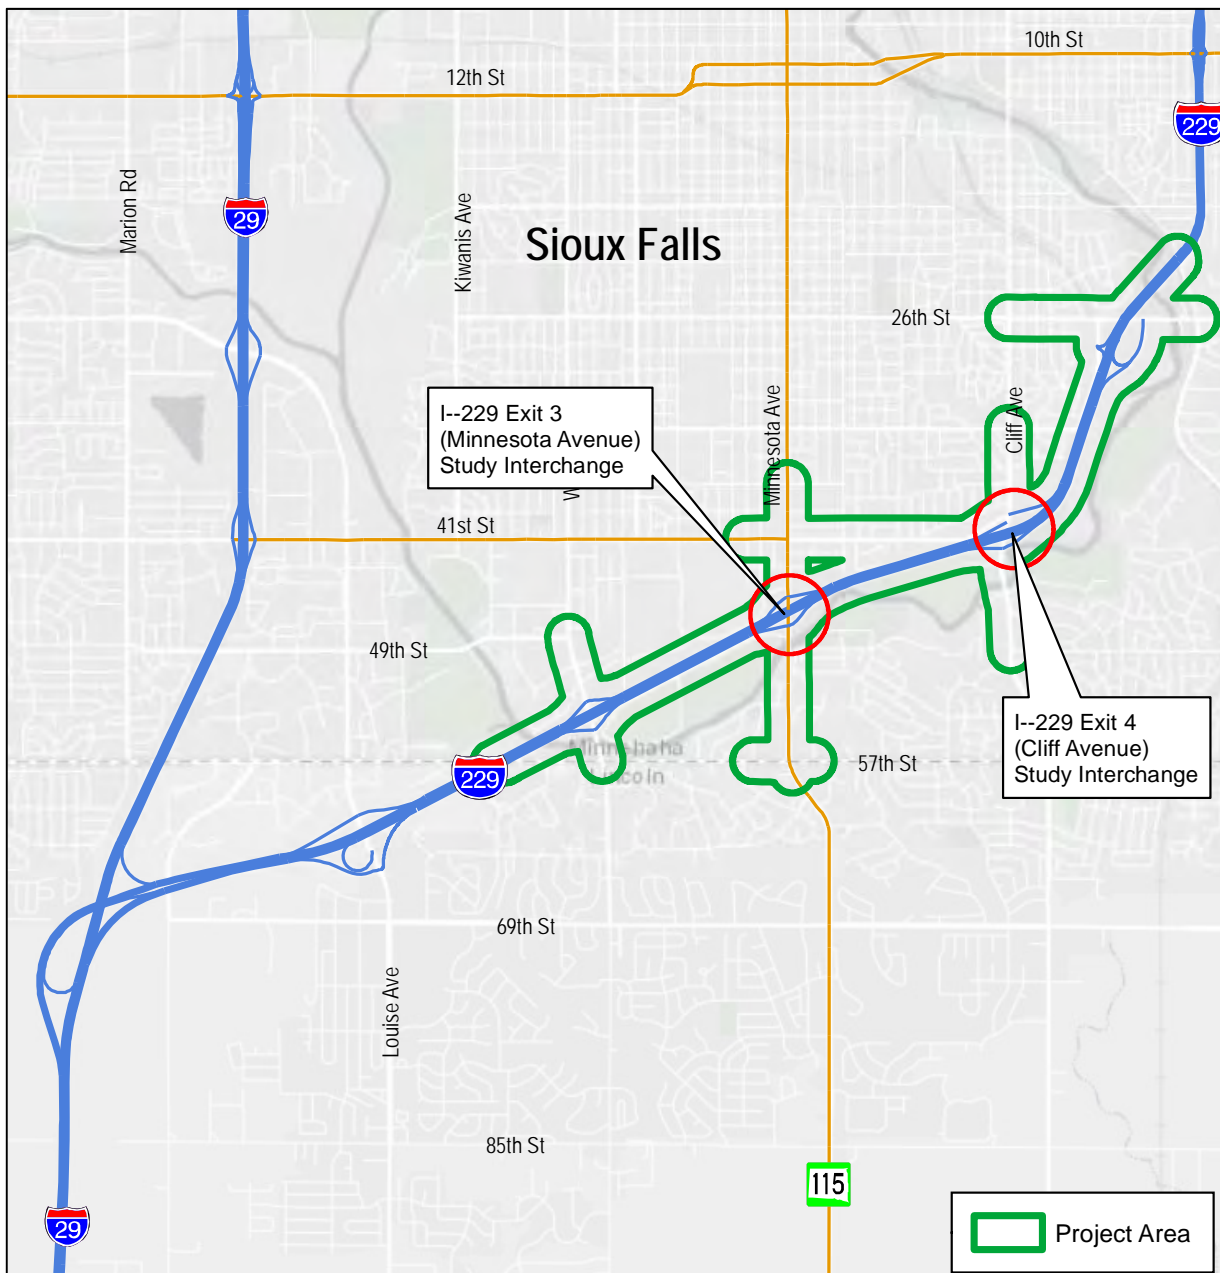 10th St
12th St
229
Marion Rd
29
Kiwanis Ave
Sioux Falls
26th St
I--229 Exit 3
(Minnesota Avenue)
Study Interchange
Minnesota Ave
Cliff Ave
W
41st St
49th St
I--229 Exit 4
(Cliff Avenue)
Study Interchange
Minnehaha
Lincoln
229
57th St
69th St
Louise Ave
85th St
115
29
Project Area